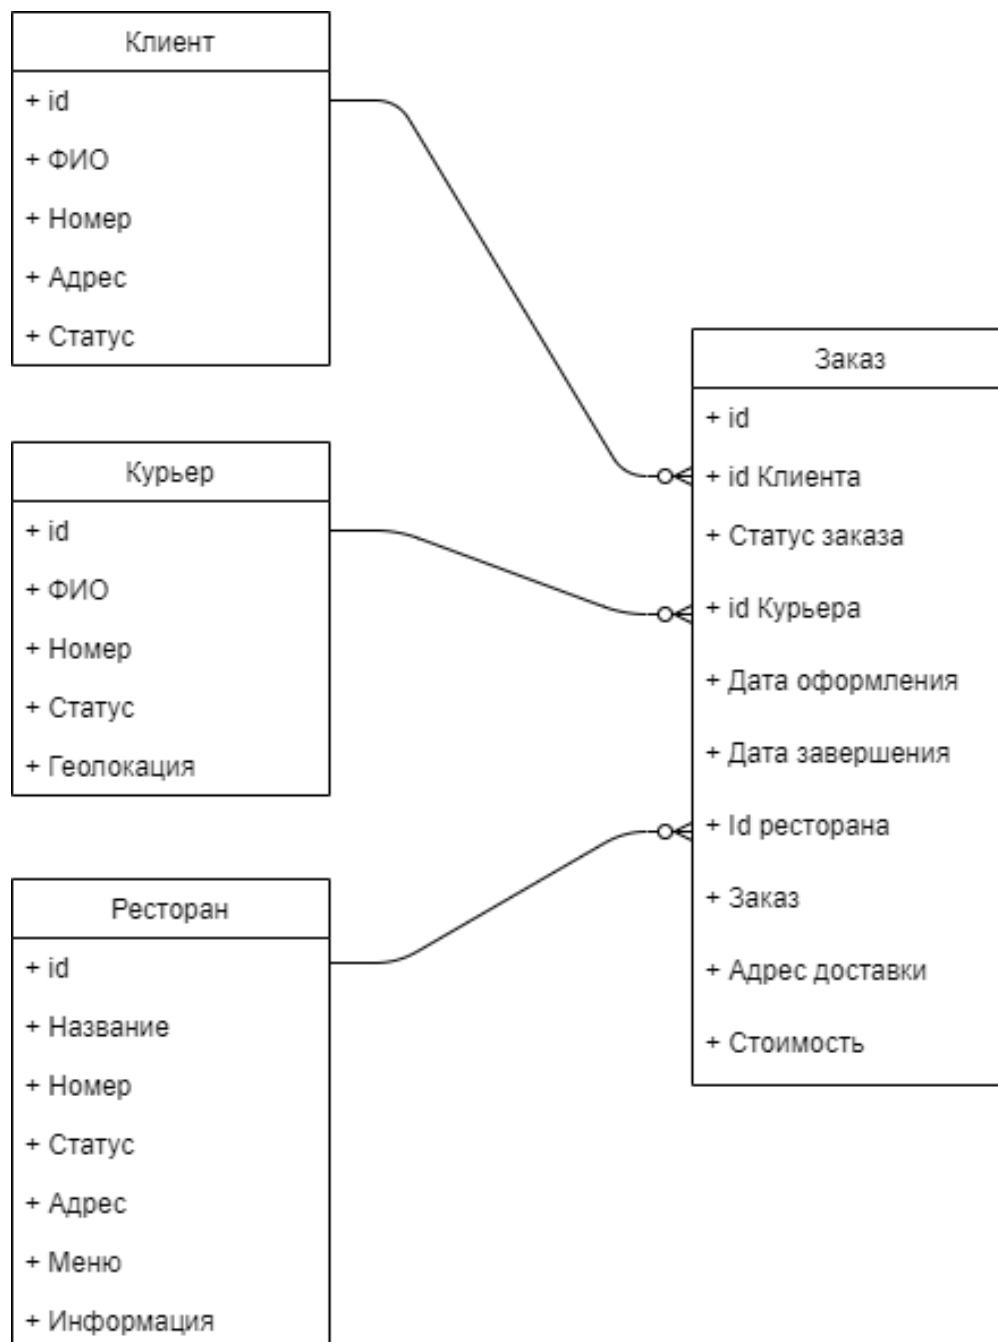 Клиент
+ id
+ ФИО
+ Номер
+ Адрес
+ Статус
Курьер
+ id
+ ФИО
+ Номер
+ Статус
+ Геолокация
Ресторан
+ id
+ Название
+ Номер
+ Статус
+ Адрес
+ Меню
+ Информация
Заказ
+ id
+ id Клиента
+ Статус заказа
+ id Курьера
+ Дата оформления
+ Дата завершения
+ Id ресторана
+ Заказ
+ Адрес доставки
+ Стоимость